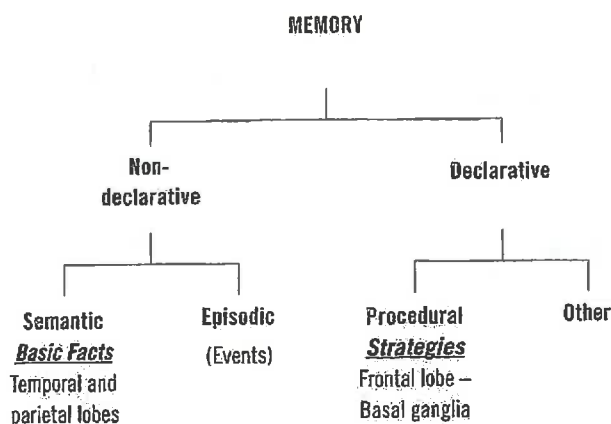 MEMORY
Non-
declarative
Declarative
Semantic
Basic Facts
Temporal and
parietal lobes
Episodic
(Events)
Procedural
Strategies
Frontal lobe –
Basal ganglia
Other